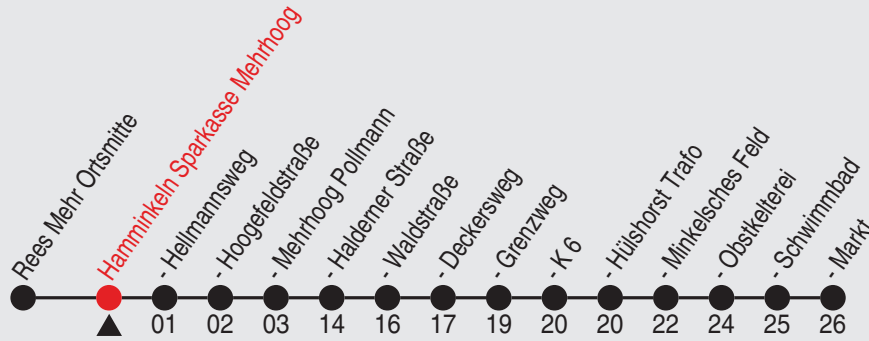 Rees Mehr Ortsmitte
Hamminkeln Sparkasse Mehrhoog
- Hellmannsweg
- Hoogefeldstraße
- Mehrhoog Pollmann
- Halderner Straße
- Waldstraße
- Deckersweg
- Grenzweg
- K 6
- Hülshorst Trafo
- Minkelsches Feld
- Obstkelterei
- Schwimmbad
- Markt
01 02 03 14 16 17 19 20 20 22 24 25 26